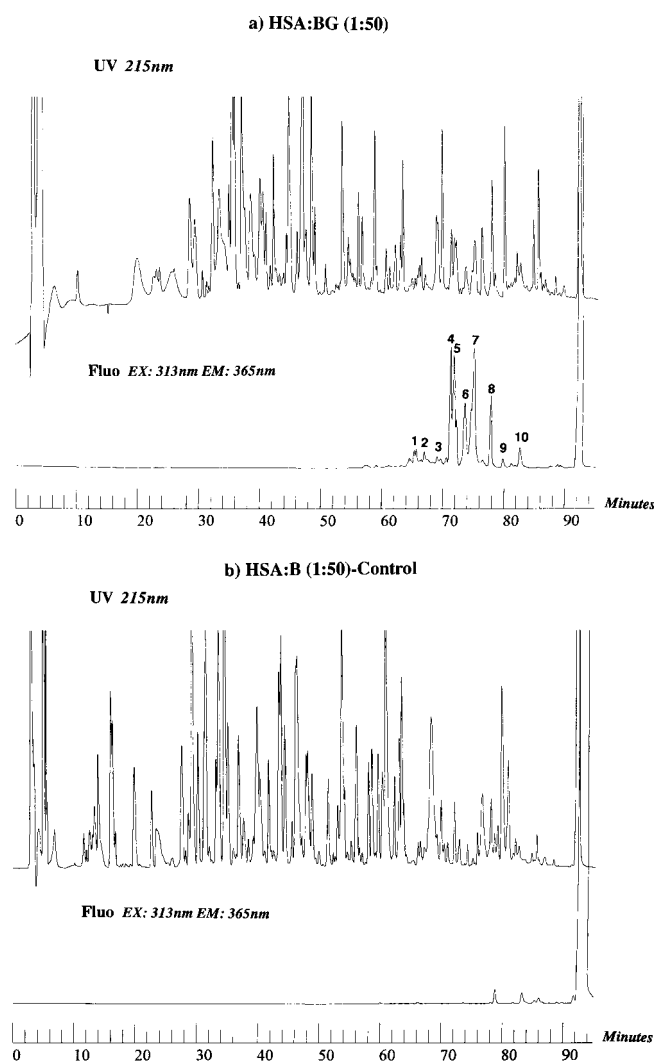 a) HSA:BG (1:50)
UV 215nm
Fluo EX: 313nm EM: 365nm
4
5
7
6
8
1
2
3
9
10
0 10 20 30 40 50 60 70 80 90 Minutes
b) HSA:B (1:50)-Control
UV 215nm
Fluo EX: 313nm EM: 365nm
0 10 20 30 40 50 60 70 80 90 Minutes